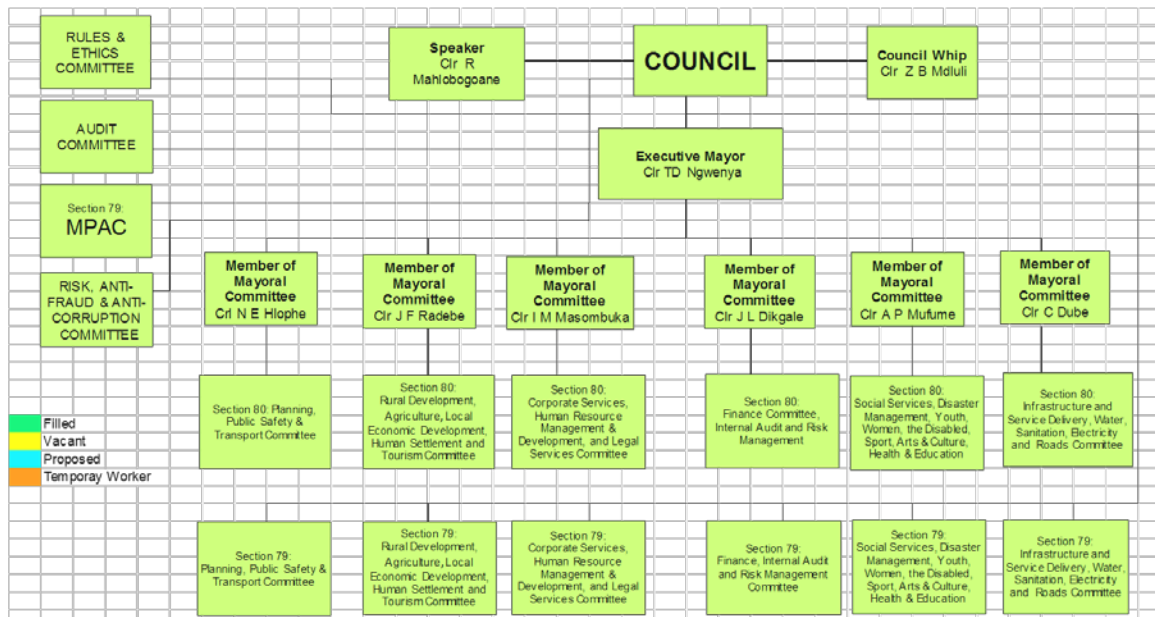 RULES &
ETHICS
COMMITTEE
Speaker
Clr R
Mahlobogoane
COUNCIL
Council Whip
Clr Z B Mdluli
AUDIT
COMMITTEE
Executive Mayor
Clr TD Ngwenya
Section 79:
MPAC
RISK, ANTI-
FRAUD & ANTI-
CORRUPTION
COMMITTEE
Member of
Mayoral
Committee
Crl N E Hlophe
Member of
Mayoral
Committee
Clr J F Radebe
Member of
Mayoral
Committee
Clr I M Masombuka
Member of
Mayoral
Committee
Clr J L Dikgale
Member of
Mayoral
Committee
Clr A P Mufume
Member of
Mayoral
Committee
Clr C Dube
Section 80: Planning,
Public Safety &
Transport Committee
Section 80:
Rural Development,
Agriculture, Local
Economic Development,
Human Settlement and
Tourism Committee
Section 80:
Corporate Services,
Human Resource
Management &
Development, and Legal
Services Committee
Section 80:
Finance Committee,
Internal Audit and Risk
Management
Section 80:
Social Services, Disaster
Management, Youth,
Women, the Disabled,
Sport, Arts & Culture,
Health & Education
Section 80:
Infrastructure and
Service Delivery, Water,
Sanitation, Electricity
and Roads Committee
Filled
Vacant
Proposed
Temporay Worker
Section 79:
Planning, Public Safety &
Transport Committee
Section 79:
Rural Development,
Agriculture, Local
Economic Development,
Human Settlement and
Tourism Committee
Section 79:
Corporate Services,
Human Resource
Management &
Development, and Legal
Services Committee
Section 79:
Finance, Internal Audit
and Risk Management
Committee
Section 79:
Social Services, Disaster
Management, Youth,
Women, the Disabled,
Sport, Arts & Culture,
Health & Education
Section 79:
Infrastructure and
Service Delivery, Water,
Sanitation, Electricity
and Roads Committee